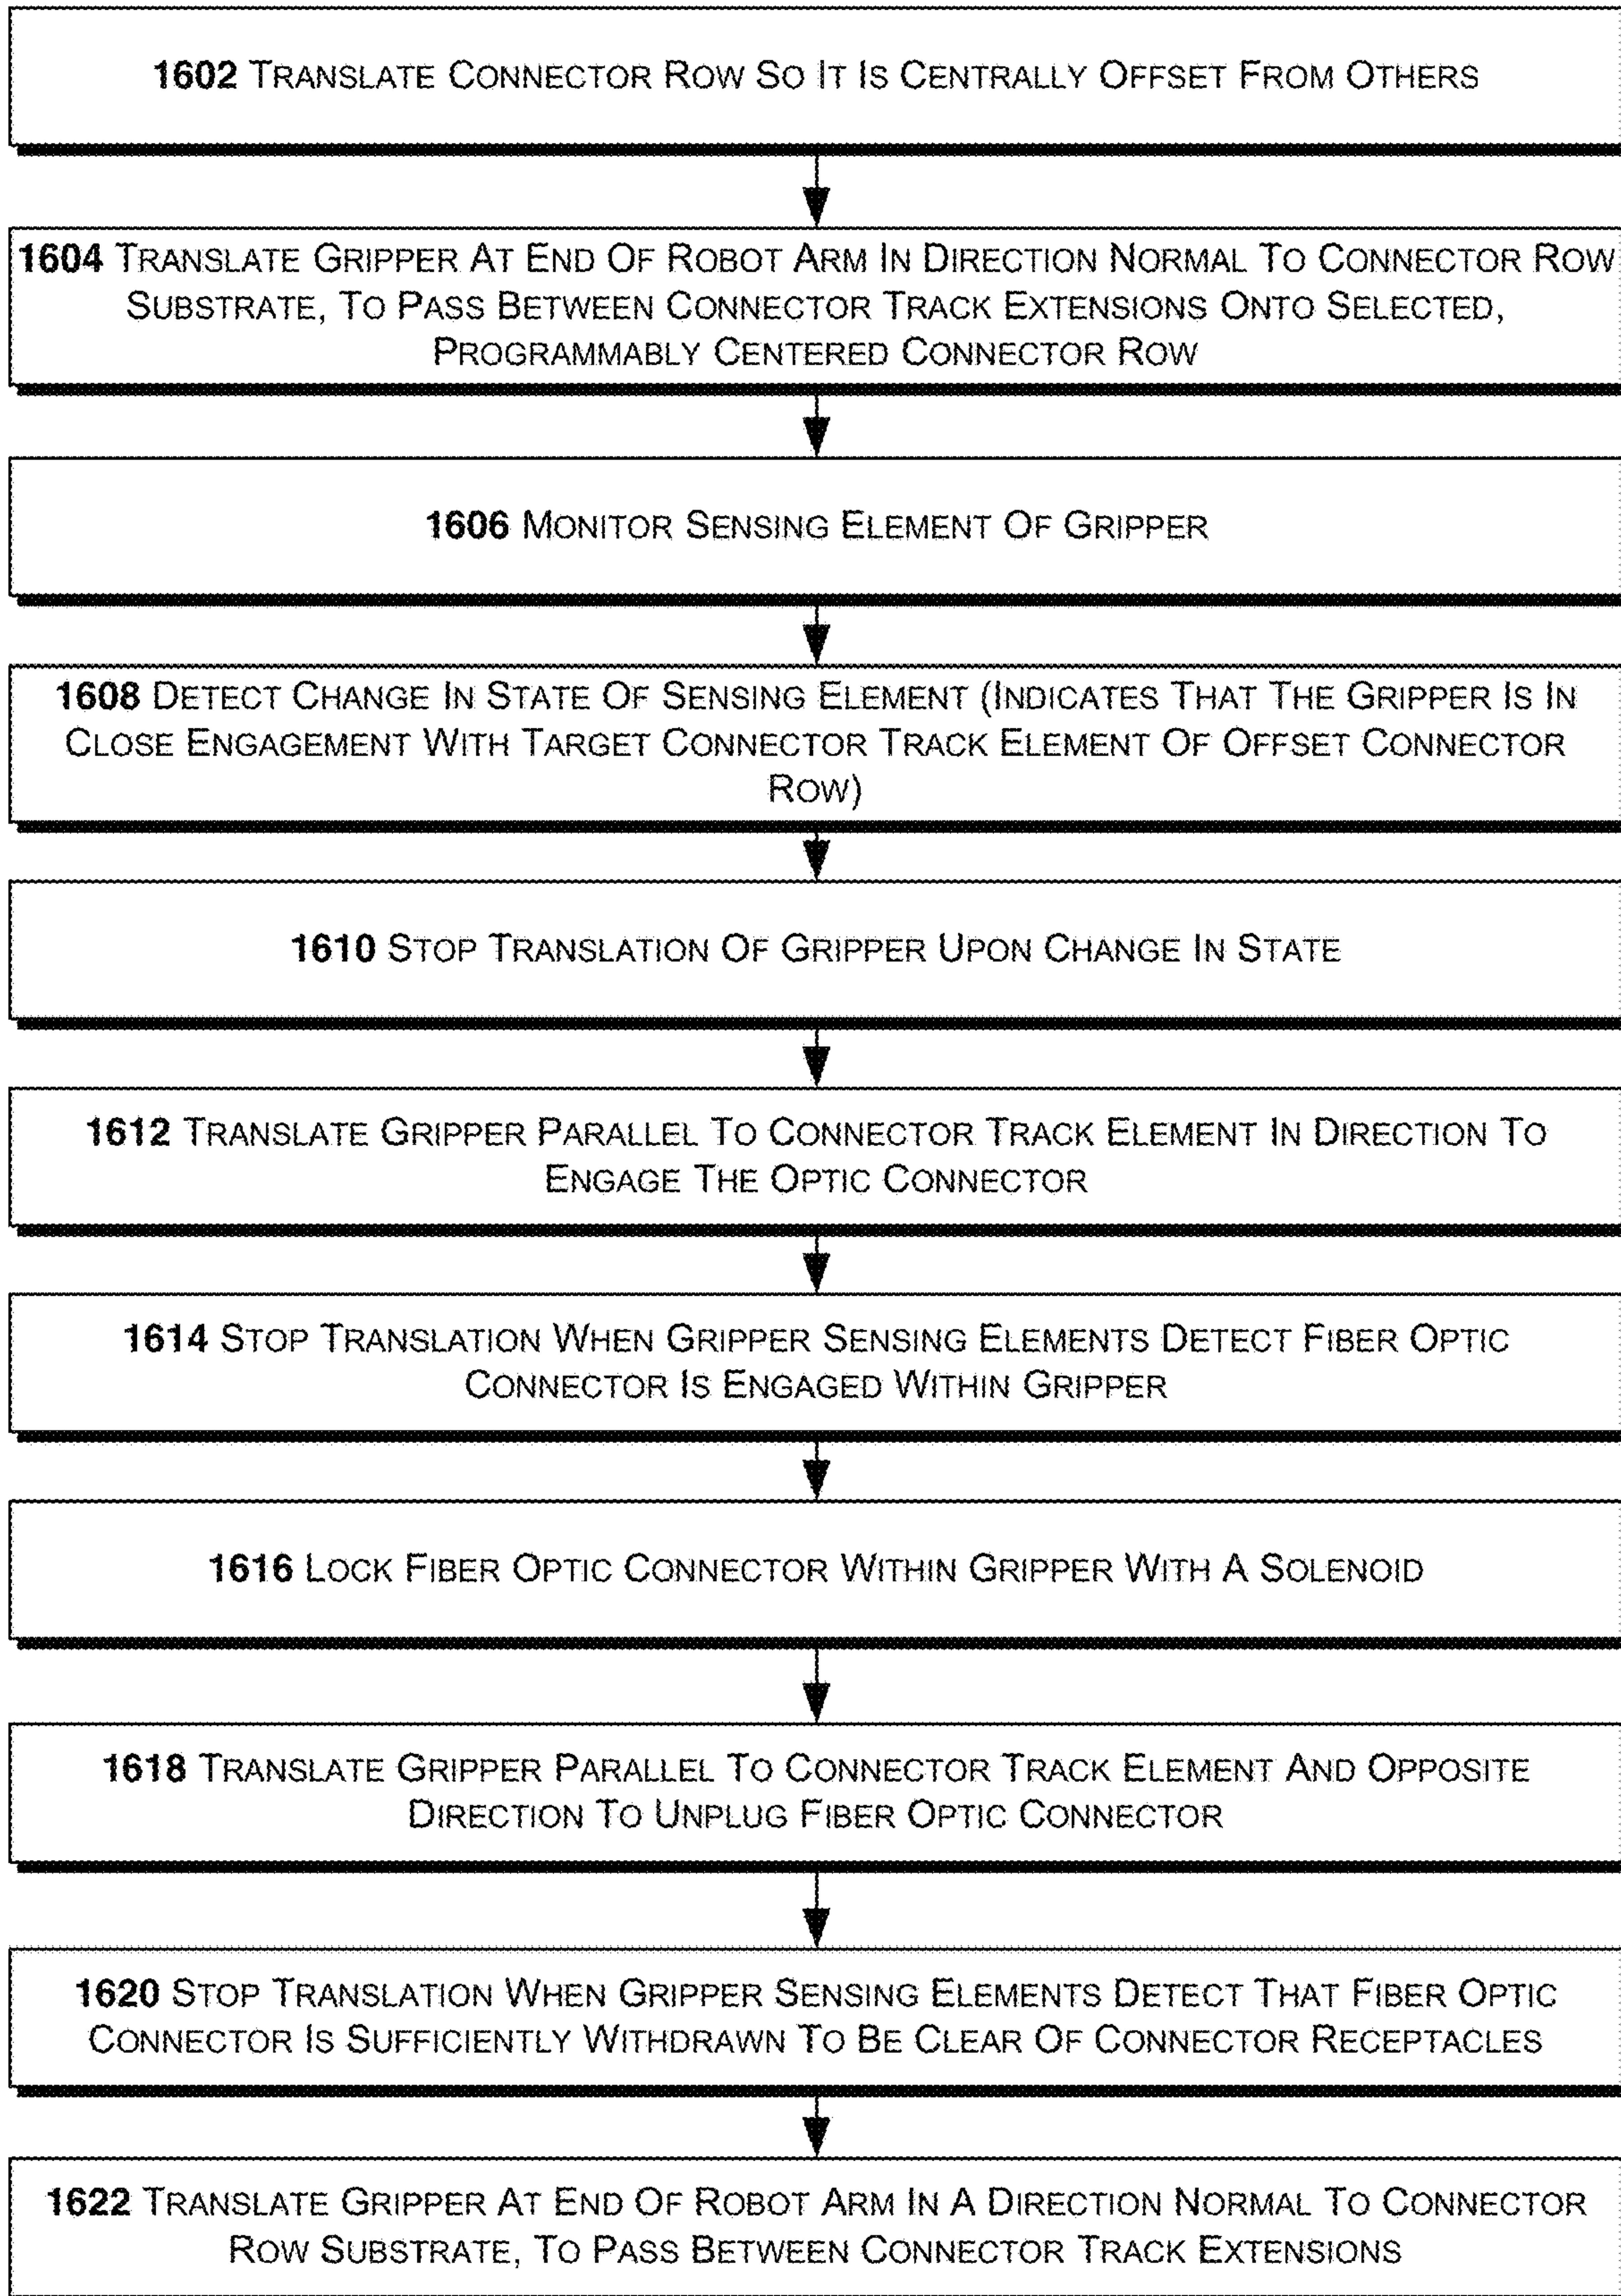 1602 TRANSLATE CONNECTOR ROW SO IT IS CENTRALLY OFFSET FROM OTHERS
1604 TRANSLATE GRIPPER AT END OF ROBOT ARM IN DIRECTION NORMAL TO CONNECTOR ROW
SUBSTRATE, TO PASS BETWEEN CONNECTOR TRACK EXTENSIONS ONTO SELECTED,
PROGRAMMABLY CENTERED CONNECTOR ROW
1606 MONITOR SENSING ELEMENT OF GRIPPER
1608 DETECT CHANGE IN STATE OF SENSING ELEMENT (INDICATES THAT THE GRIPPER IS IN
CLOSE ENGAGEMENT WITH TARGET CONNECTOR TRACK ELEMENT OF OFFSET CONNECTOR
ROW)
1610 STOP TRANSLATION OF GRIPPER UPON CHANGE IN STATE
1612 TRANSLATE GRIPPER PARALLEL TO CONNECTOR TRACK ELEMENT IN DIRECTION TO
ENGAGE THE OPTIC CONNECTOR
1614 STOP TRANSLATION WHEN GRIPPER SENSING ELEMENTS DETECT FIBER OPTIC
CONNECTOR IS ENGAGED WITHIN GRIPPER
1616 LOCK FIBER OPTIC CONNECTOR WITHIN GRIPPER WITH A SOLENOID
1618 TRANSLATE GRIPPER PARALLEL TO CONNECTOR TRACK ELEMENT AND OPPOSITE
DIRECTION TO UNPLUG FIBER OPTIC CONNECTOR
1620 STOP TRANSLATION WHEN GRIPPER SENSING ELEMENTS DETECT THAT FIBER OPTIC
CONNECTOR IS SUFFICIENTLY WITHDRAWN TO BE CLEAR OF CONNECTOR RECEPTACLES
1622 TRANSLATE GRIPPER AT END OF ROBOT ARM IN A DIRECTION NORMAL TO CONNECTOR
ROW SUBSTRATE, TO PASS BETWEEN CONNECTOR TRACK EXTENSIONS